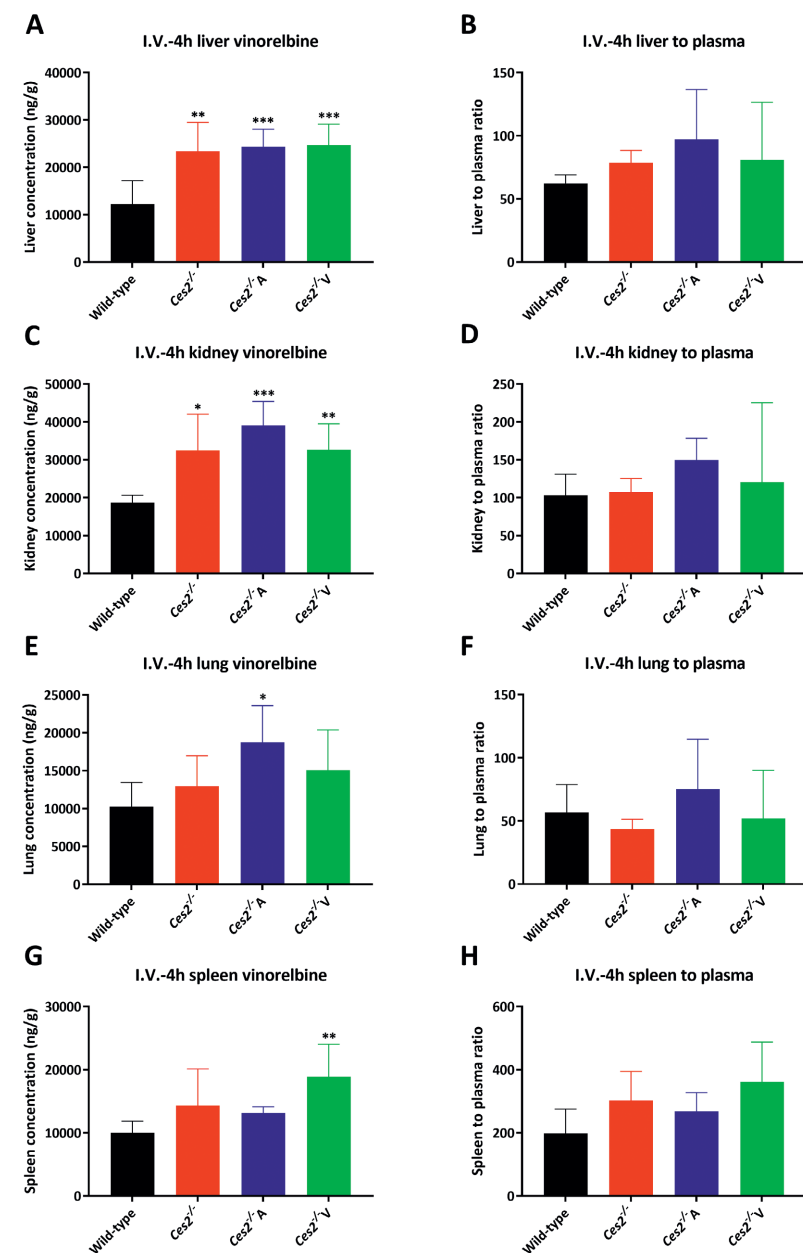 A
I.V.-4h liver vinorelbine
Liver concentration (ng/g)
40000
30000
20000
10000
0
**
***
***
Wild-type
Ces2-/-
Ces2-/- A
Ces2-/- V
B
I.V.-4h liver to plasma
Liver to plasma ratio
150
100
50
0
Wild-type
Ces2-/-
Ces2-/- A
Ces2-/- V
C
I.V.-4h kidney vinorelbine
Kidney concentration (ng/g)
50000
40000
30000
20000
10000
0
*
***
**
Wild-type
Ces2-/-
Ces2-/- A
Ces2-/- V
D
I.V.-4h kidney to plasma
Kidney to plasma ratio
250
200
150
100
50
0
Wild-type
Ces2-/-
Ces2-/- A
Ces2-/- V
E
I.V.-4h lung vinorelbine
Lung concentration (ng/g)
25000
20000
15000
10000
5000
0
*
Wild-type
Ces2-/-
Ces2-/- A
Ces2-/- V
F
I.V.-4h lung to plasma
Lung to plasma ratio
150
100
50
0
Wild-type
Ces2-/-
Ces2-/- A
Ces2-/- V
G
I.V.-4h spleen vinorelbine
Spleen concentration (ng/g)
30000
20000
10000
0
**
Wild-type
Ces2-/-
Ces2-/- A
Ces2-/- V
H
I.V.-4h spleen to plasma
Spleen to plasma ratio
600
400
200
0
Wild-type
Ces2-/-
Ces2-/- A
Ces2-/- V